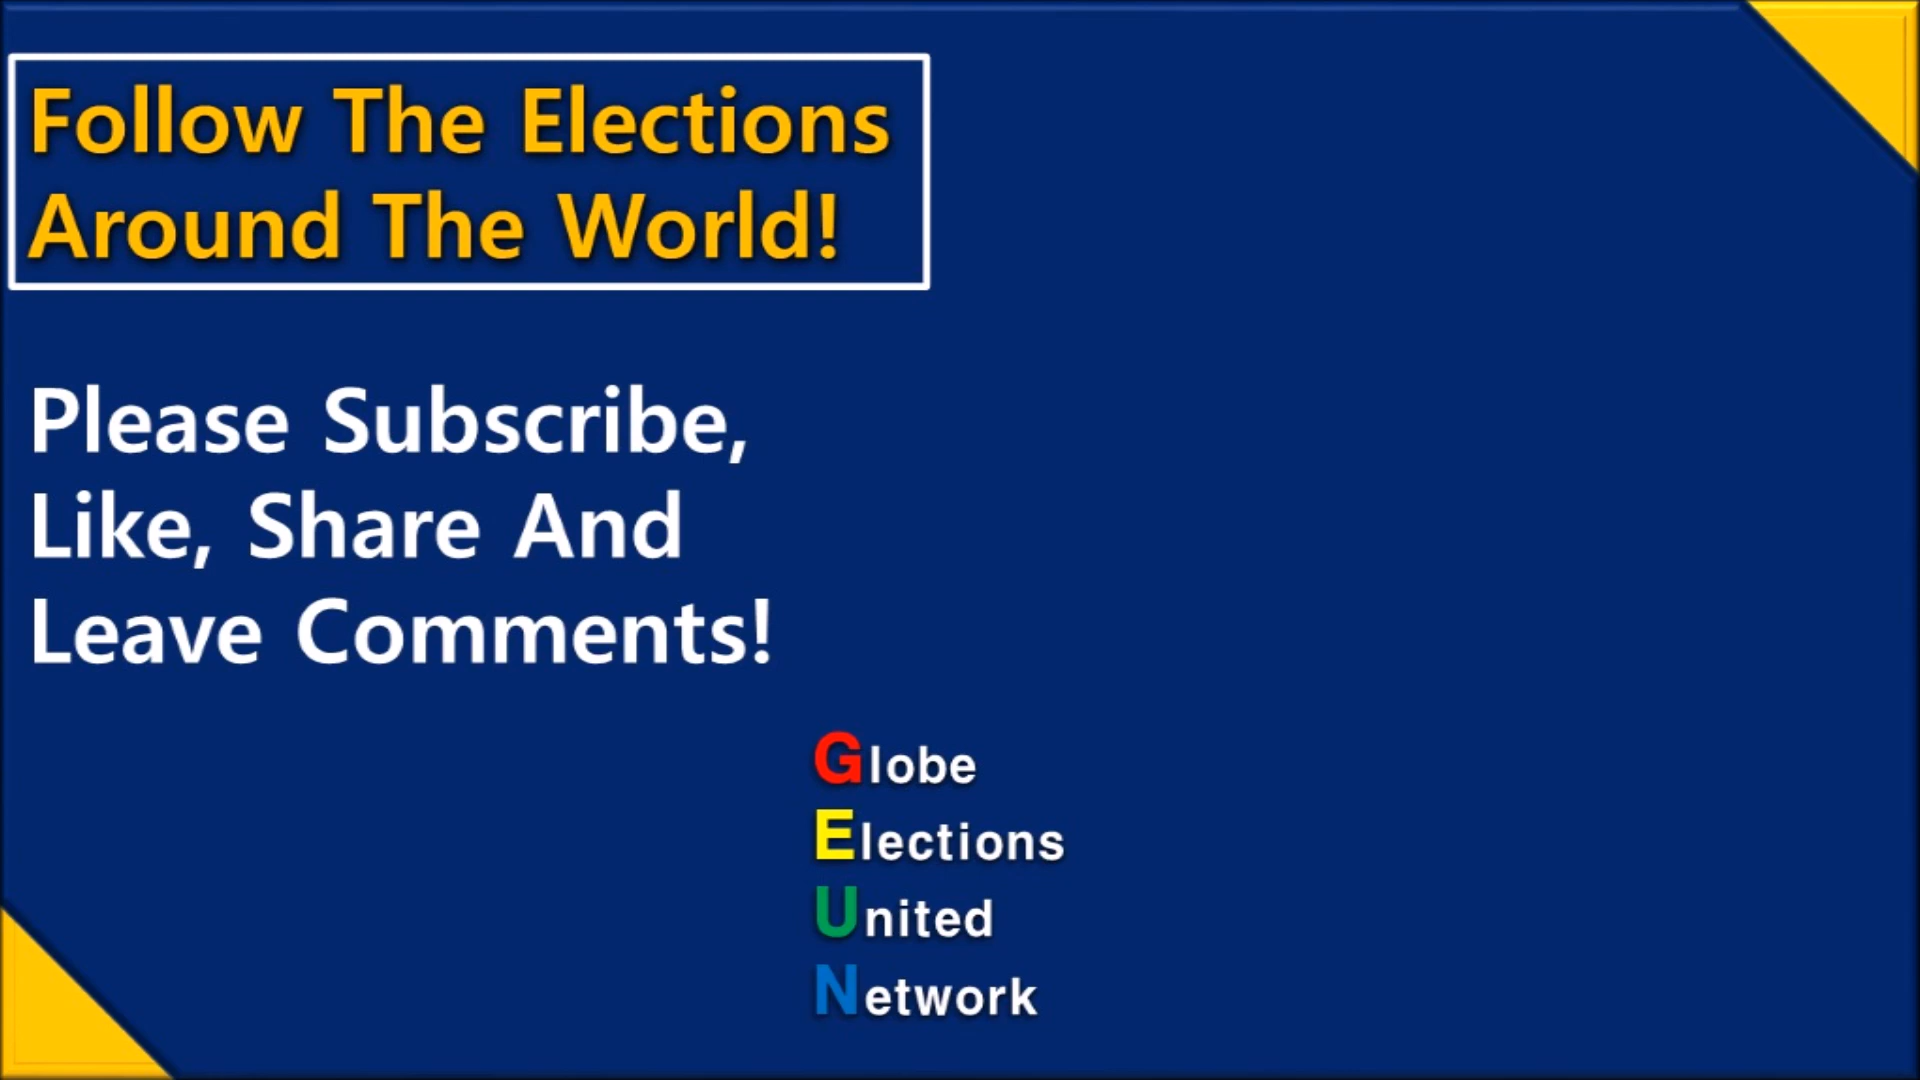 Follow The Elections
Around The World!
Please Subscribe,
Like, Share And
Leave Comments!
Globe
Elections
United
Network